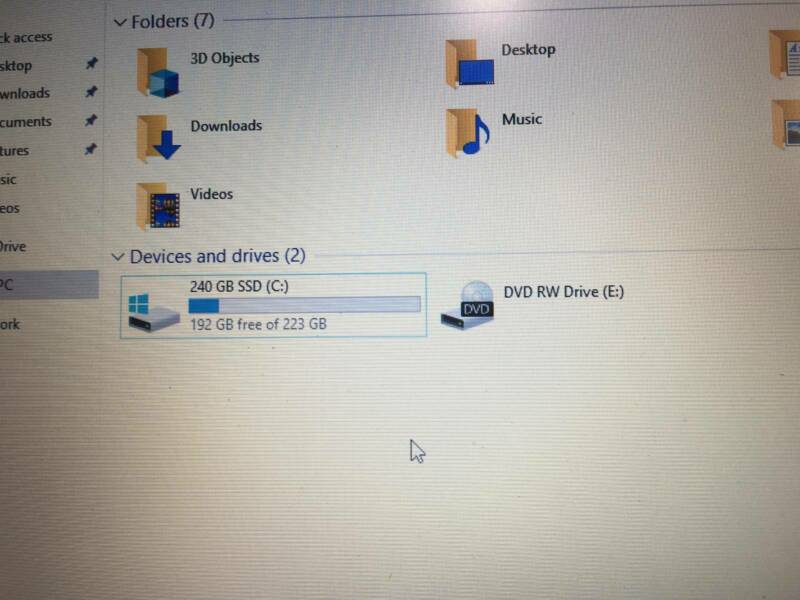 Folders (7)
ck access
sktop
wnloads
cuments
tures
sic
eos
Drive
PC
ork
3D Objects
Desktop
Downloads
Music
Videos
Devices and drives (2)
240 GB SSD (C:)
192 GB free of 223 GB
DVD RW Drive (E:)
DVD